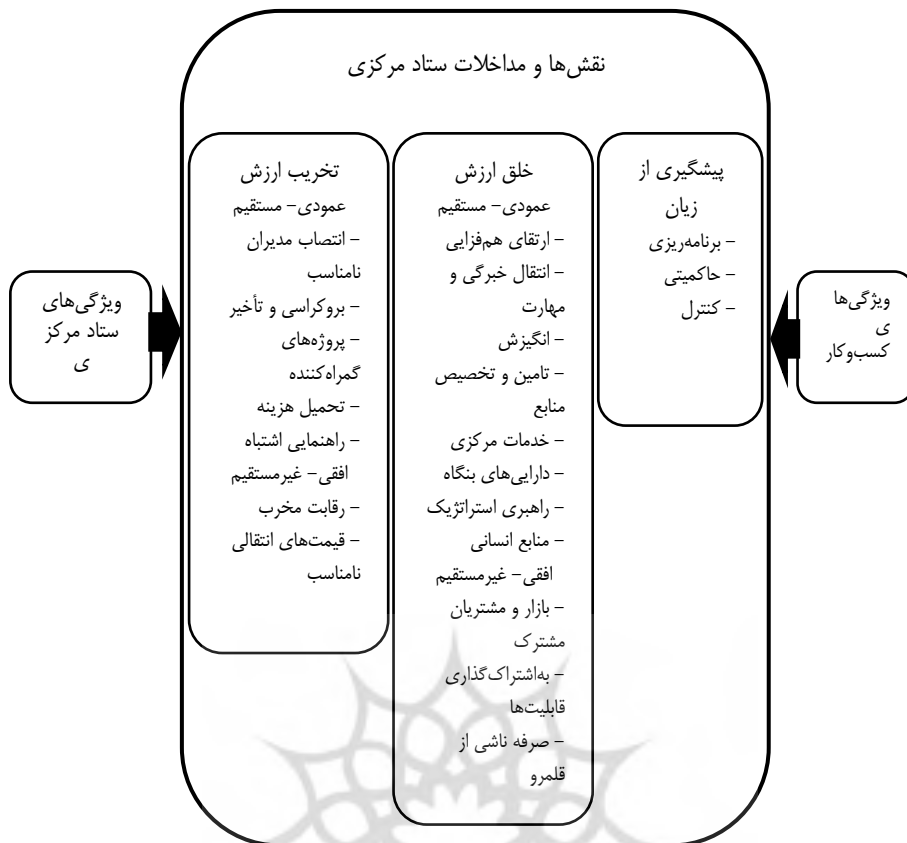 نقش‌ها و مداخلات ستاد مرکزی
ویژگی‌ها
ی
کسب‌وکار
پیشگیری از
زیان
- برنامه‌ریزی
- حاکمیتی
- کنترل
خلق ارزش
عمودی- مستقیم
- ارتقای هم‌فزایی
- انتقال خبرگی و
مهارت
- انگیزش
- تامین و تخصیص
منابع
- خدمات مرکزی
- دارایی‌های بنگاه
- راهبری استراتژیک
- منابع انسانی
افقی- غیرمستقیم
- بازار و مشتریان
مشترک
- به‌اشتراک‌گذاری
قابلیت‌ها
- صرفه ناشی از
قلمرو
تخریب ارزش
عمودی- مستقیم
- انتصاب مدیران
نامناسب
- بروکراسی و تأخیر
- پروژه‌های
گمراه‌کننده
- تحمیل هزینه
- راهنمایی اشتباه
افقی- غیرمستقیم
- رقابت مخرب
- قیمت‌های انتقالی
نامناسب
ویژگی‌های
ستاد مرکز
ی